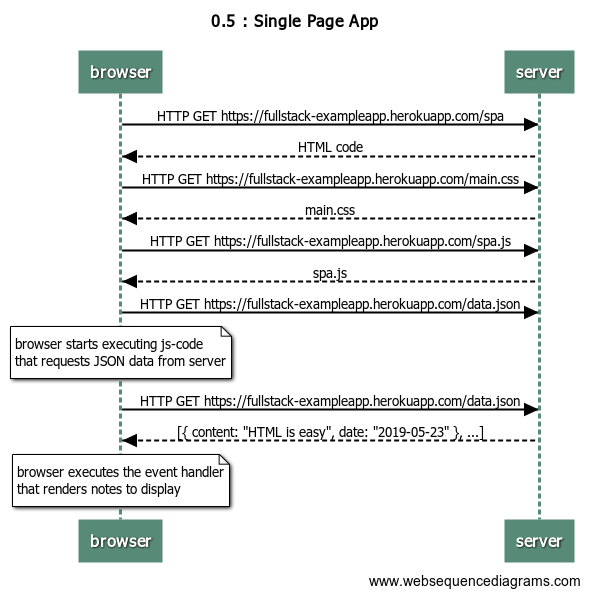 0.5 : Single Page App
browser
server
HTTP GET https://fullstack-exampleapp.herokuapp.com/spa
HTML code
HTTP GET https://fullstack-exampleapp.herokuapp.com/main.css
main.css
HTTP GET https://fullstack-exampleapp.herokuapp.com/spa.js
spa.js
HTTP GET https://fullstack-exampleapp.herokuapp.com/data.json
browser starts executing js-code
that requests JSON data from server
HTTP GET https://fullstack-exampleapp.herokuapp.com/data.json
[{ content: "HTML is easy", date: "2019-05-23" }, ...]
browser executes the event handler
that renders notes to display
browser
server
www.websequencediagrams.com